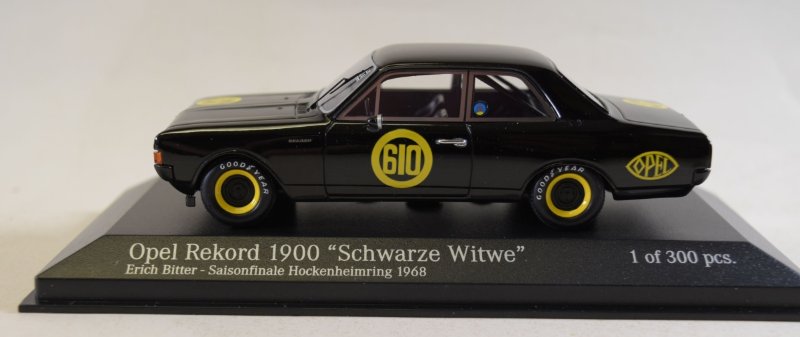 610
OPEL
GOODYEAR
GOODYEAR
Opel Rekord 1900 “Schwarze Witwe”
1 of 300 pcs.
Erich Bitter - Saisonfinale Hockenheimring 1968